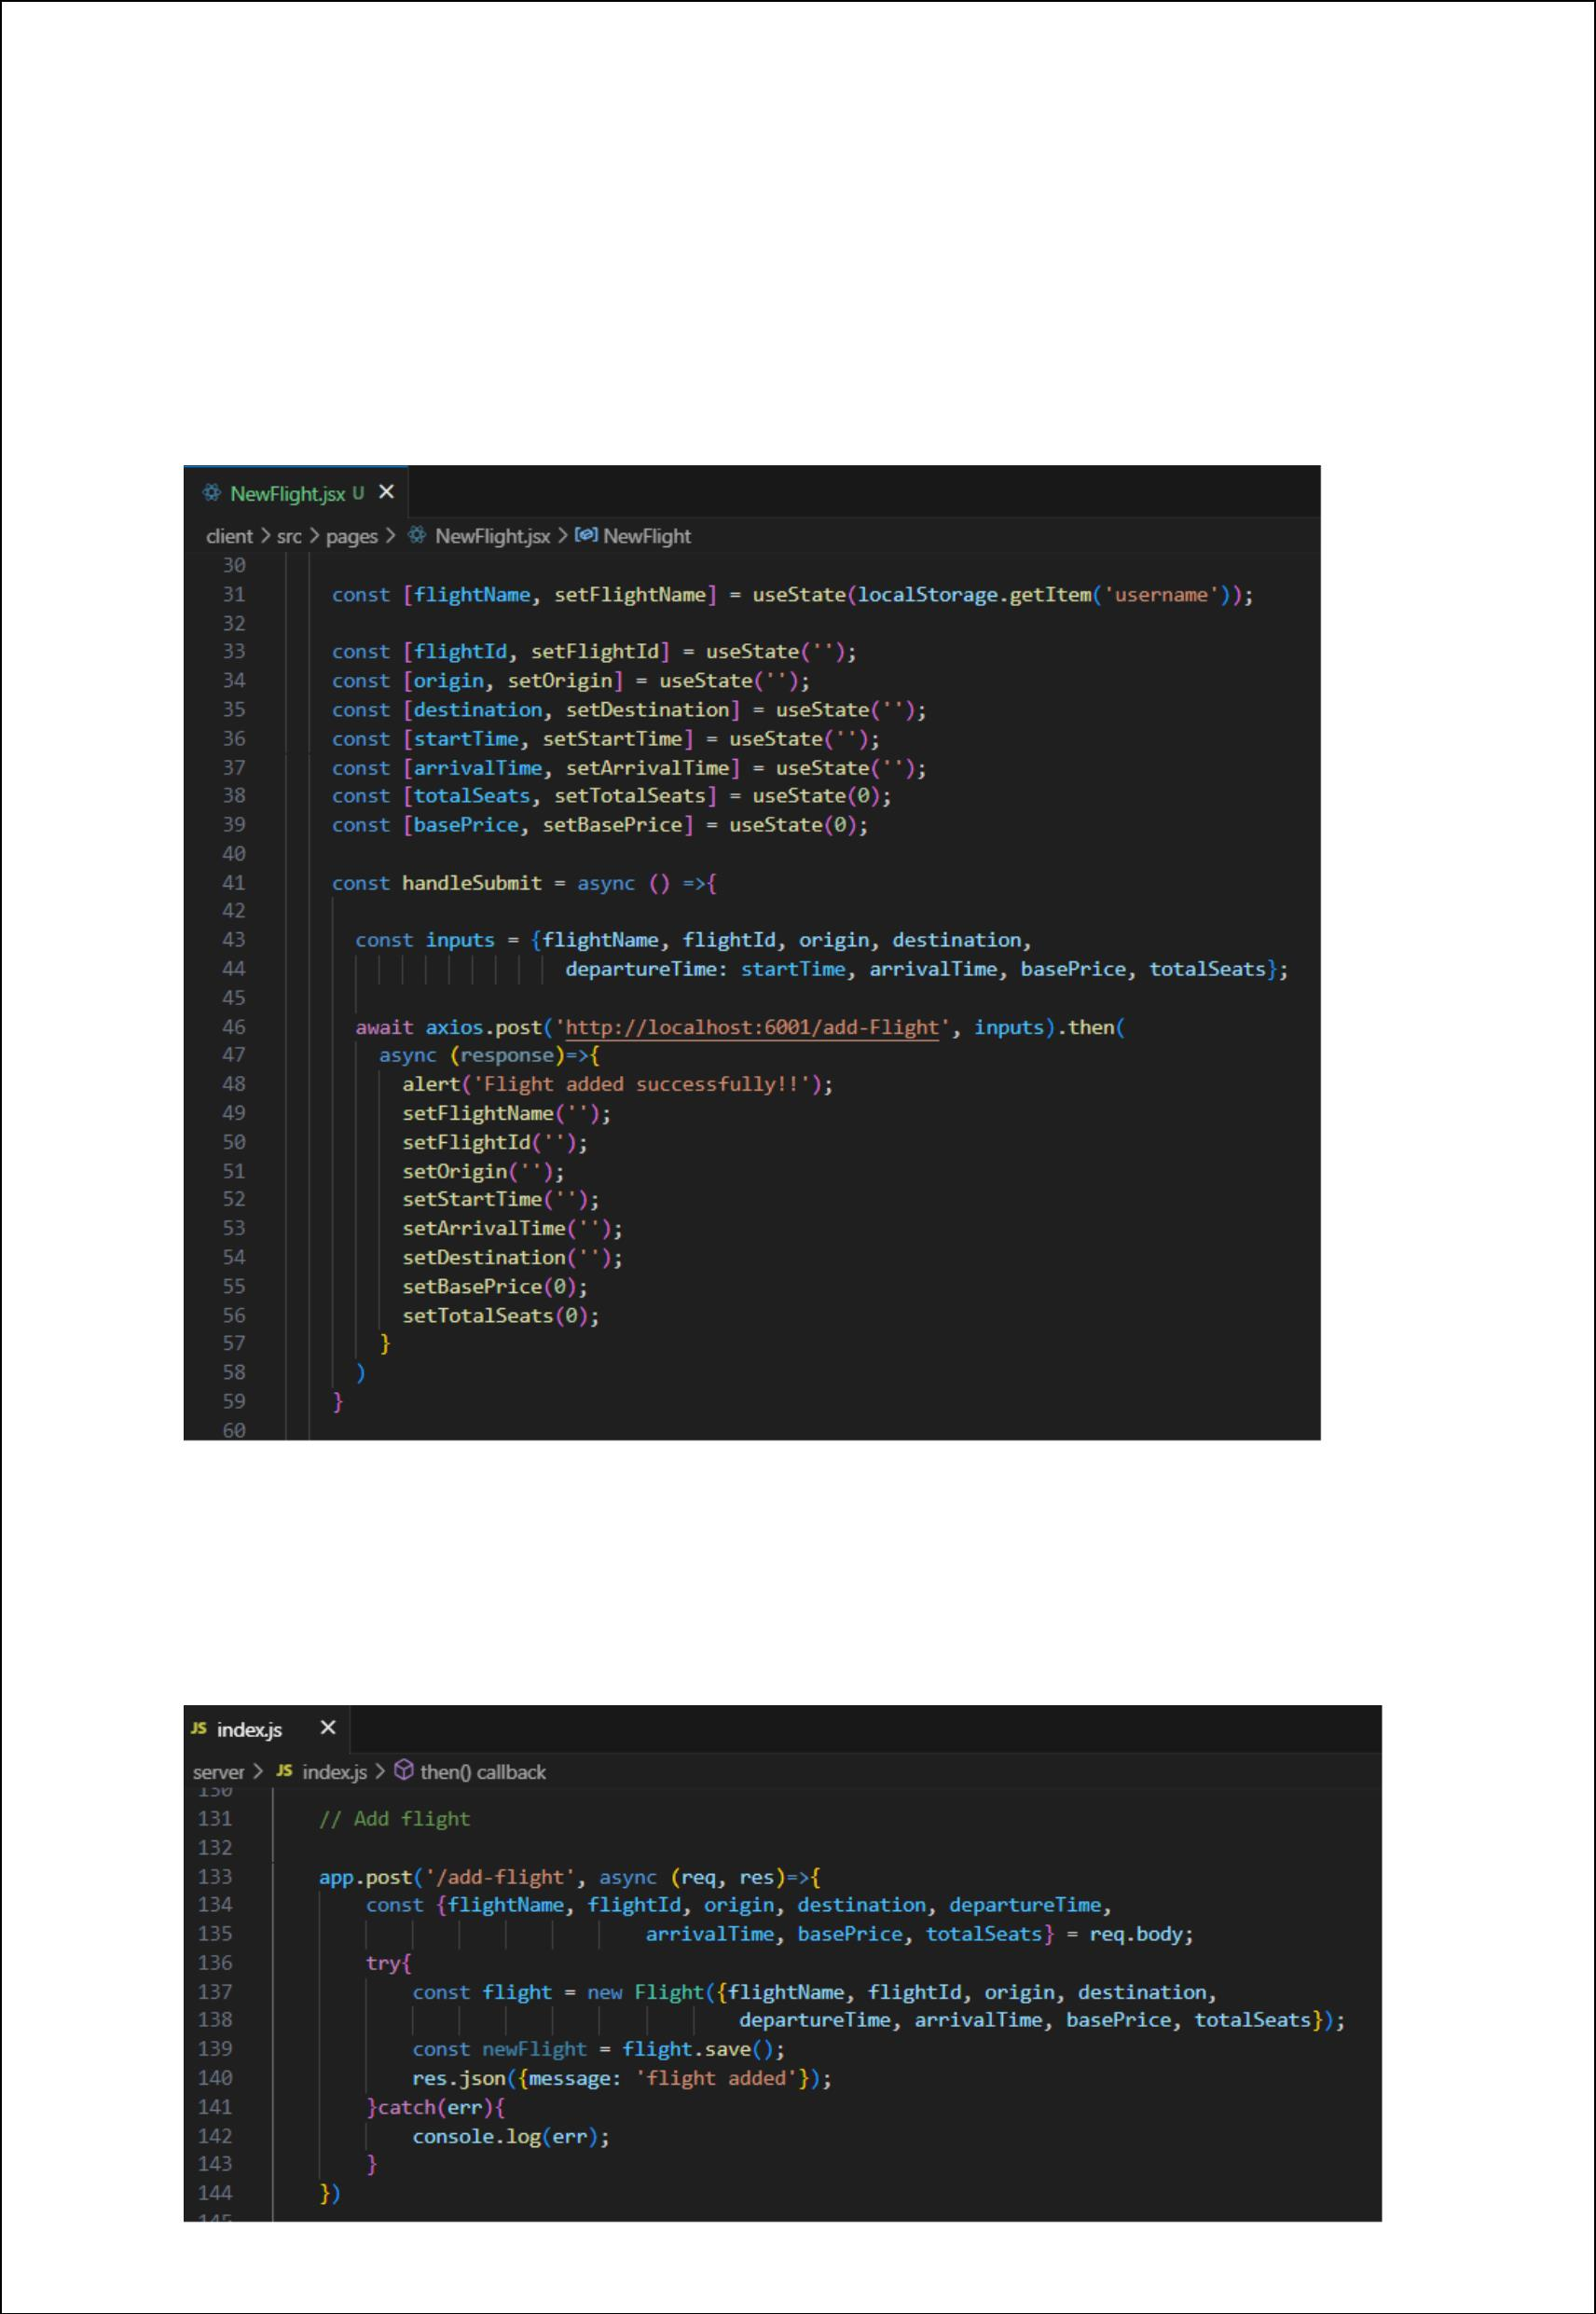 NewFlight.jsx U ×
client > src > pages > NewFlight.jsx > NewFlight
30
31 const [flightName, setFlightName] = useState(localStorage.getItem('username'));
32
33 const [flightId, setFlightId] = useState('');
34 const [origin, setOrigin] = useState('');
35 const [destination, setDestination] = useState('');
36 const [startTime, setStartTime] = useState('');
37 const [arrivalTime, setArrivalTime] = useState('');
38 const [totalSeats, setTotalSeats] = useState(0);
39 const [basePrice, setBasePrice] = useState(0);
40
41 const handleSubmit = async () =>{
42
43 const inputs = {flightName, flightId, origin, destination,
44 departureTime: startTime, arrivalTime, basePrice, totalSeats};
45
46 await axios.post('http://localhost:6001/add-Flight', inputs).then(
47 async (response)=>{
48 alert('Flight added successfully!!');
49 setFlightName('');
50 setFlightId('');
51 setOrigin('');
52 setStartTime('');
53 setArrivalTime('');
54 setDestination('');
55 setBasePrice(0);
56 setTotalSeats(0);
57 }
58 )
59 }
60
JS index.js ×
server > JS index.js > then() callback
130
131 // Add flight
132
133 app.post('/add-flight', async (req, res)=>{
134 const {flightName, flightId, origin, destination, departureTime,
135 arrivalTime, basePrice, totalSeats} = req.body;
136 try{
137 const flight = new Flight({flightName, flightId, origin, destination,
138 departureTime, arrivalTime, basePrice, totalSeats});
139 const newFlight = flight.save();
140 res.json({message: 'flight added'});
141 }catch(err){
142 console.log(err);
143 }
144 })
145